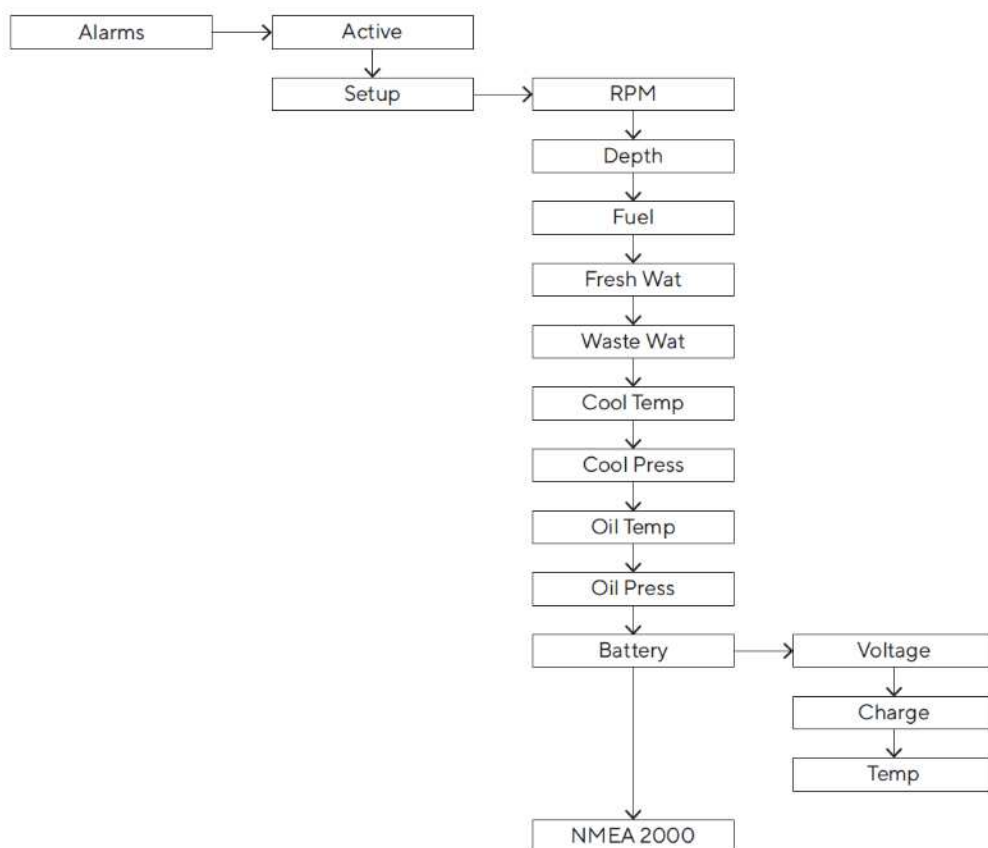 Alarms
Active
Setup
RPM
Depth
Fuel
Fresh Wat
Waste Wat
Cool Temp
Cool Press
Oil Temp
Oil Press
Battery
Voltage
Charge
Temp
NMEA 2000